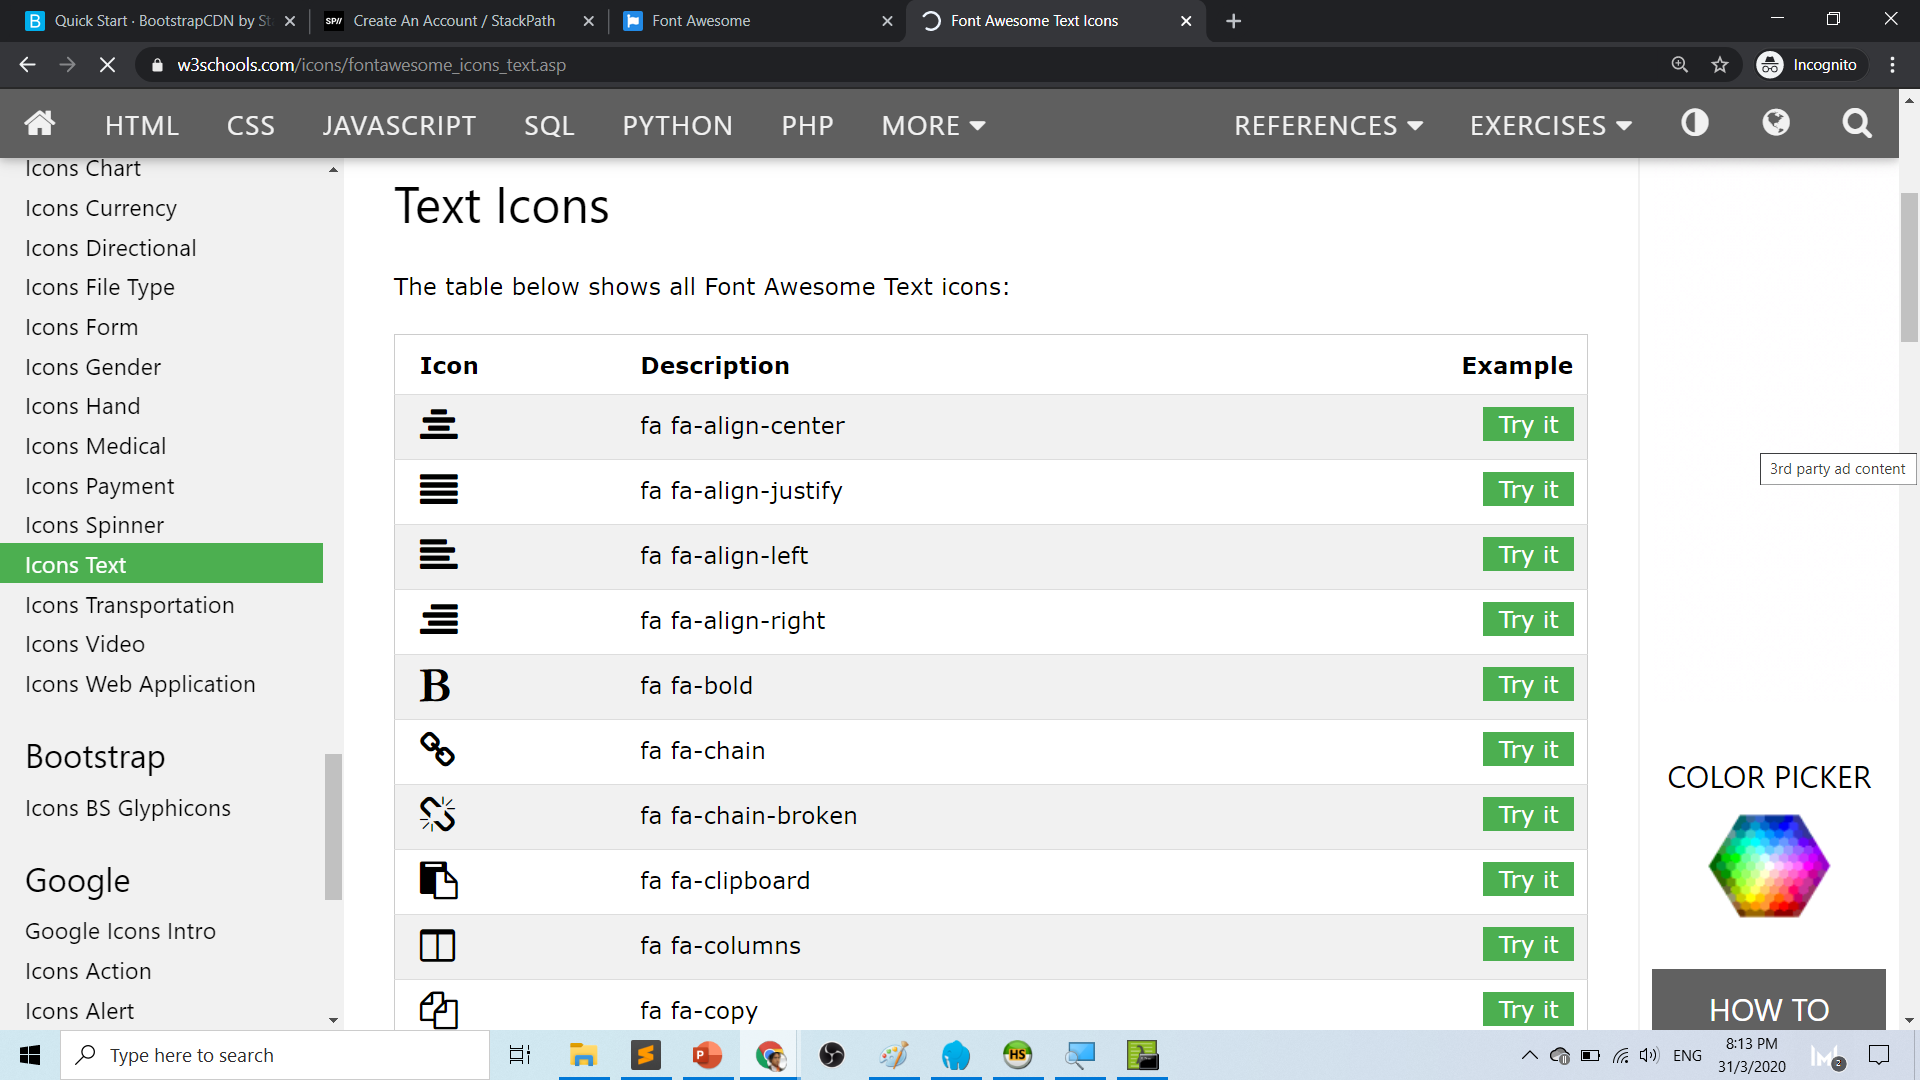 Quick Start · BootstrapCDN by St
Create An Account / StackPath
Font Awesome
Font Awesome Text Icons
w3schools.com/icons/fontawesome_icons_text.asp
Incognito
HTML
CSS
JAVASCRIPT
SQL
PYTHON
PHP
MORE
REFERENCES
EXERCISES
Icons Chart
Icons Currency
Icons Directional
Icons File Type
Icons Form
Icons Gender
Icons Hand
Icons Medical
Icons Payment
Icons Spinner
Icons Text
Icons Transportation
Icons Video
Icons Web Application
Bootstrap
Icons BS Glyphicons
Google
Google Icons Intro
Icons Action
Icons Alert
Text Icons
The table below shows all Font Awesome Text icons:
Icon Description Example
fa fa-align-center Try it
fa fa-align-justify Try it
fa fa-align-left Try it
fa fa-align-right Try it
B fa fa-bold Try it
fa fa-chain Try it
fa fa-chain-broken Try it
fa fa-clipboard Try it
fa fa-columns Try it
fa fa-copy Try it
3rd party ad content
COLOR PICKER
HOW TO
Type here to search
ENG
8:13 PM
31/3/2020